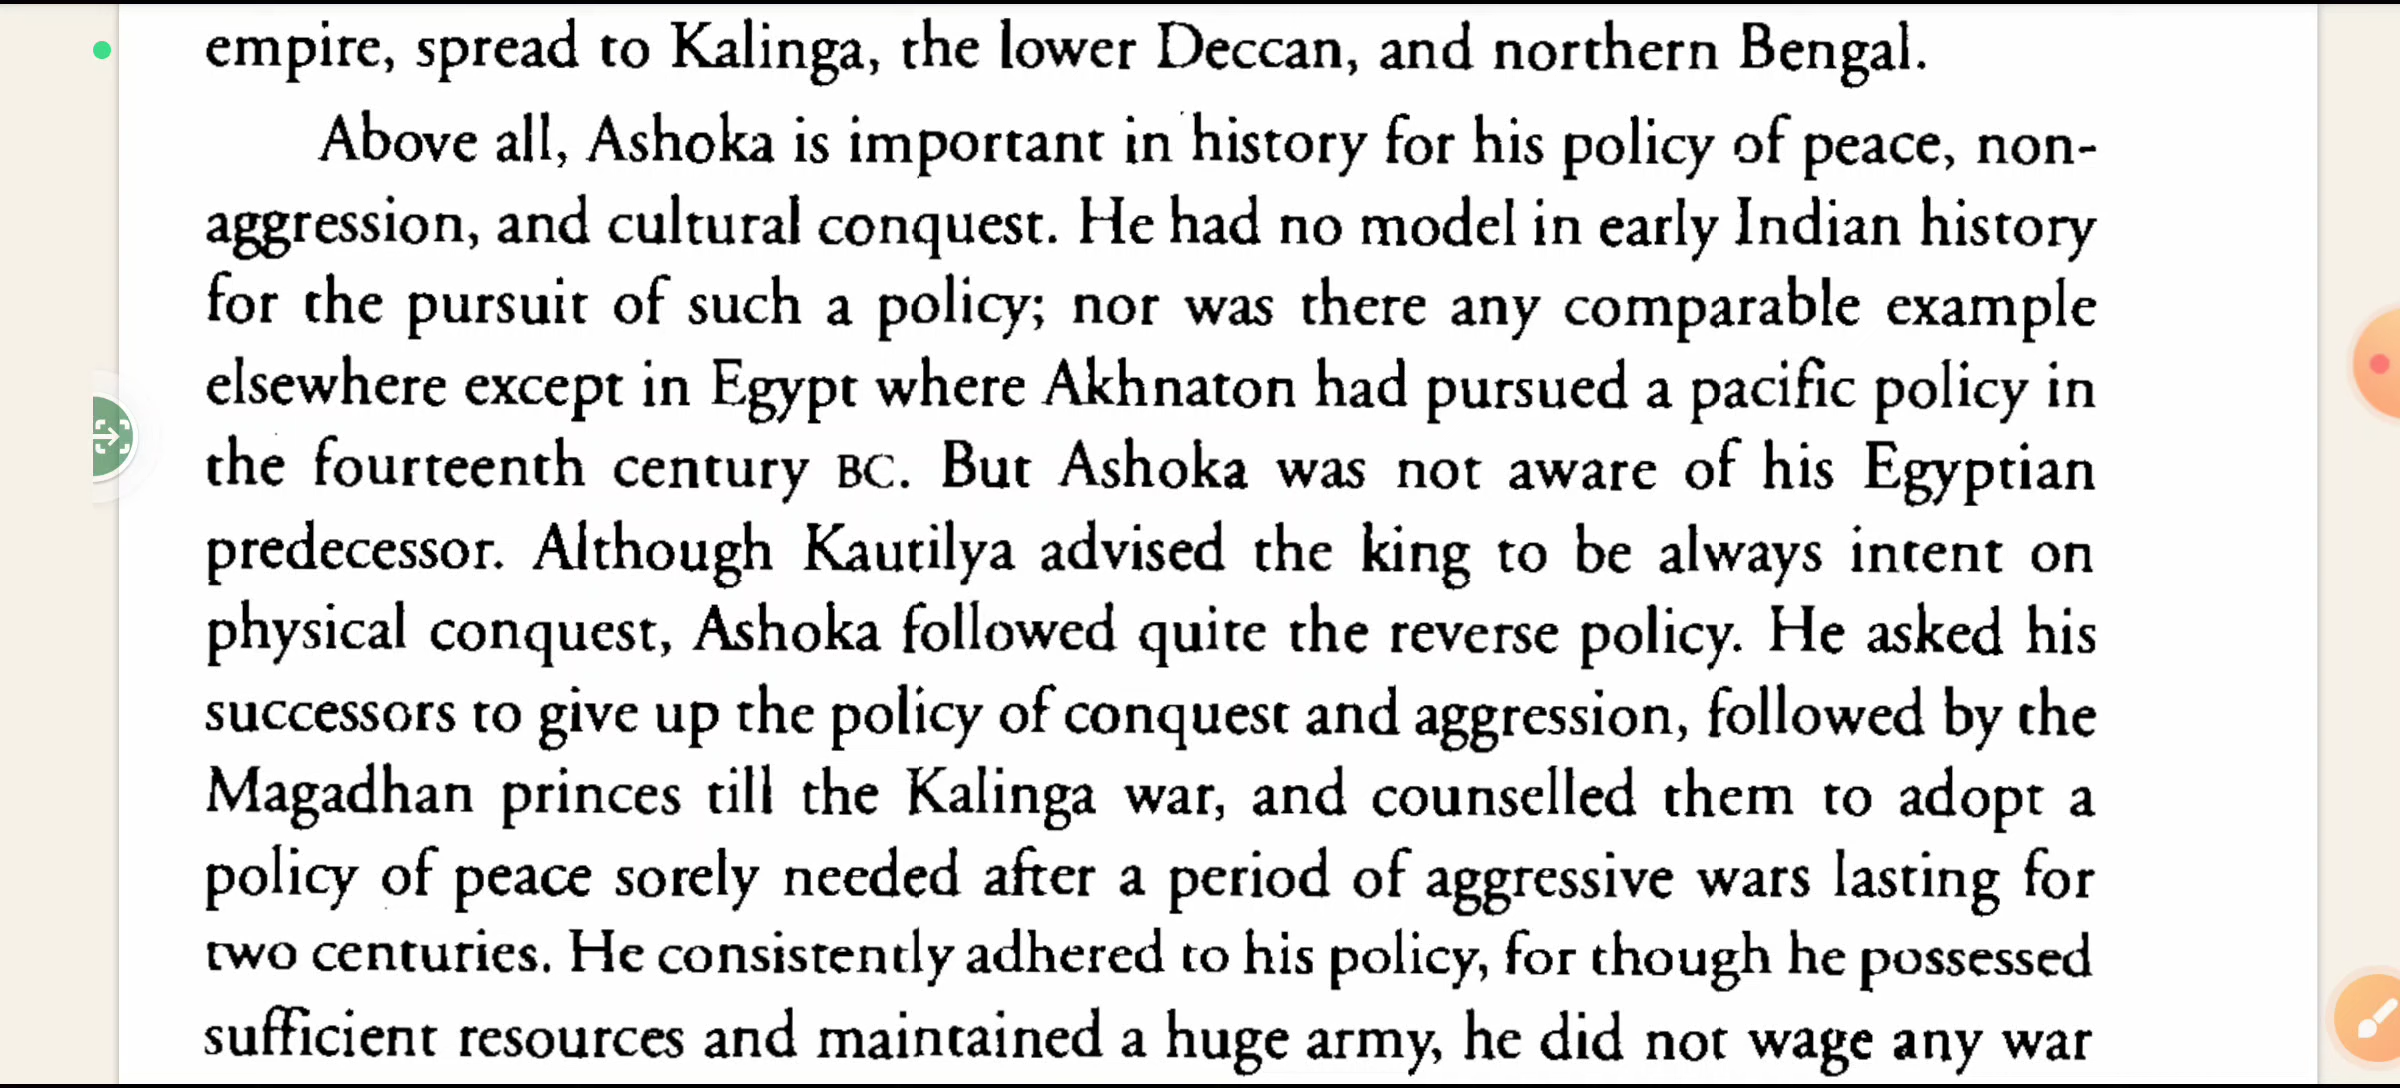 empire, spread to Kalinga, the lower Deccan, and northern Bengal.
Above all, Ashoka is important in history for his policy of peace, non-
aggression, and cultural conquest. He had no model in early Indian history
for the pursuit of such a policy; nor was there any comparable example
elsewhere except in Egypt where Akhnaton had pursued a pacific policy in
the fourteenth century BC. But Ashoka was not aware of his Egyptian
predecessor. Although Kautilya advised the king to be always intent on
physical conquest, Ashoka followed quite the reverse policy. He asked his
successors to give up the policy of conquest and aggression, followed by the
Magadhan princes till the Kalinga war, and counselled them to adopt a
policy of peace sorely needed after a period of aggressive wars lasting for
two centuries. He consistently adhered to his policy, for though he possessed
sufficient resources and maintained a huge army, he did not wage any war